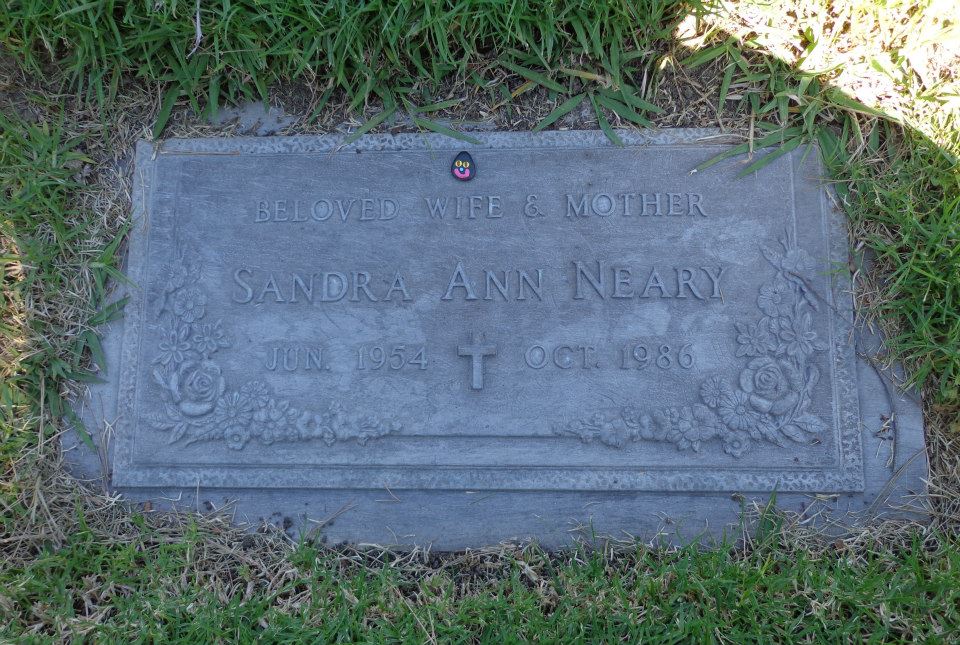 BELOVED WIFE & MOTHER
SANDRA ANN NEARY
JUN. 1954 OCT. 1986